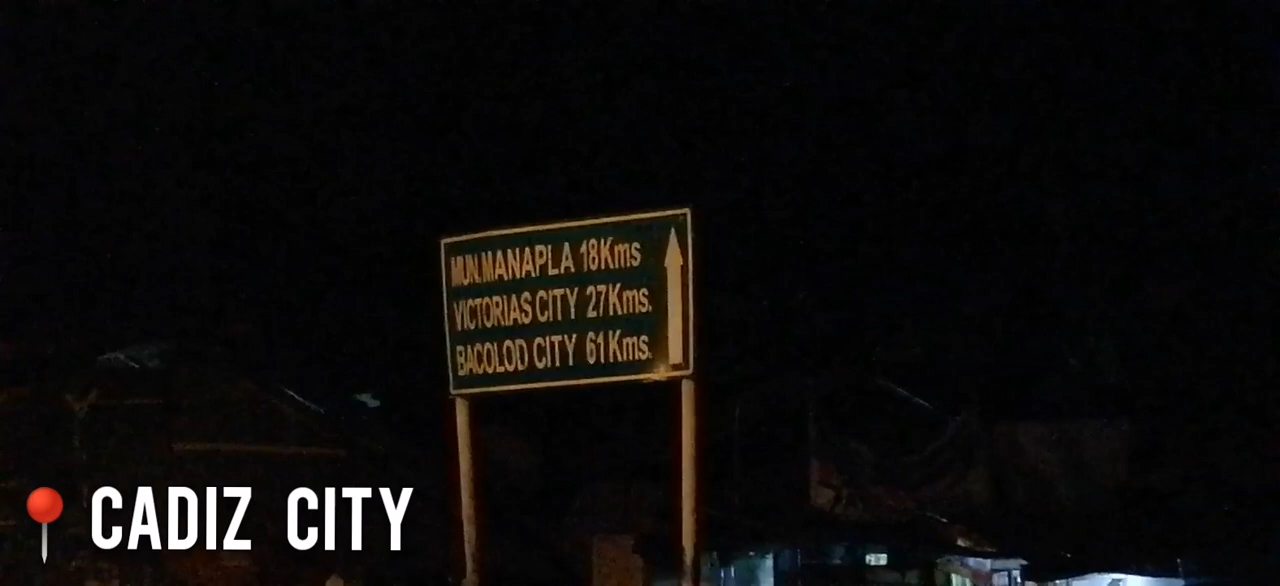 MUN.MANAPLA 18Kms
VICTORIAS CITY 27Kms.
BACOLOD CITY 61Kms.
CADIZ CITY